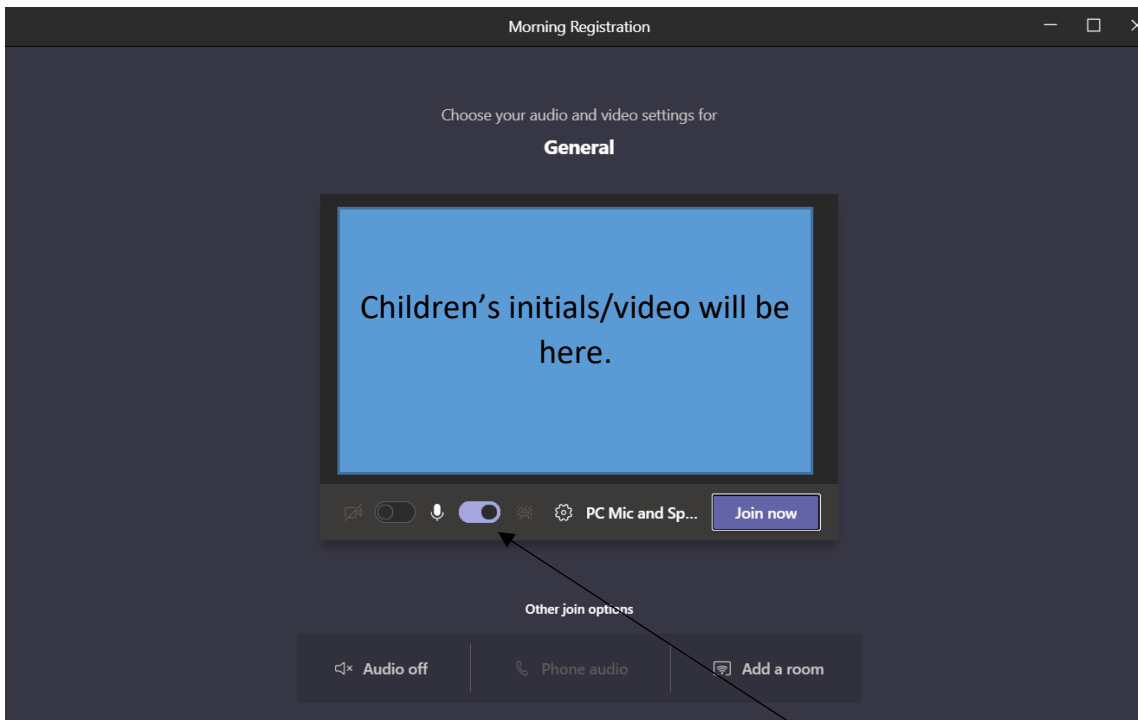 Morning Registration
Choose your audio and video settings for
General
Children’s initials/video will be
here.
PC Mic and Sp...
Join now
Other join options
Audio off
Phone audio
Add a room